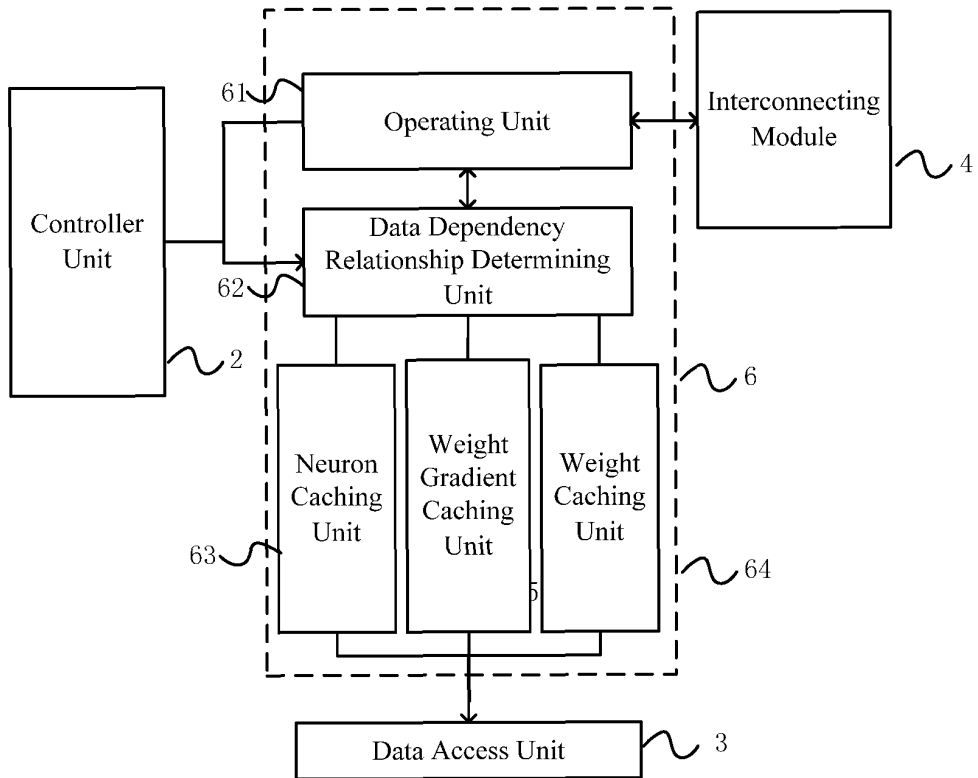 61
Operating Unit
Interconnecting
Module
4
Controller
Unit
2
Data Dependency
Relationship Determining
Unit
62
6
Neuron
Caching
Unit
63
Weight
Gradient
Caching
Unit
5
Weight
Caching
Unit
64
Data Access Unit
3